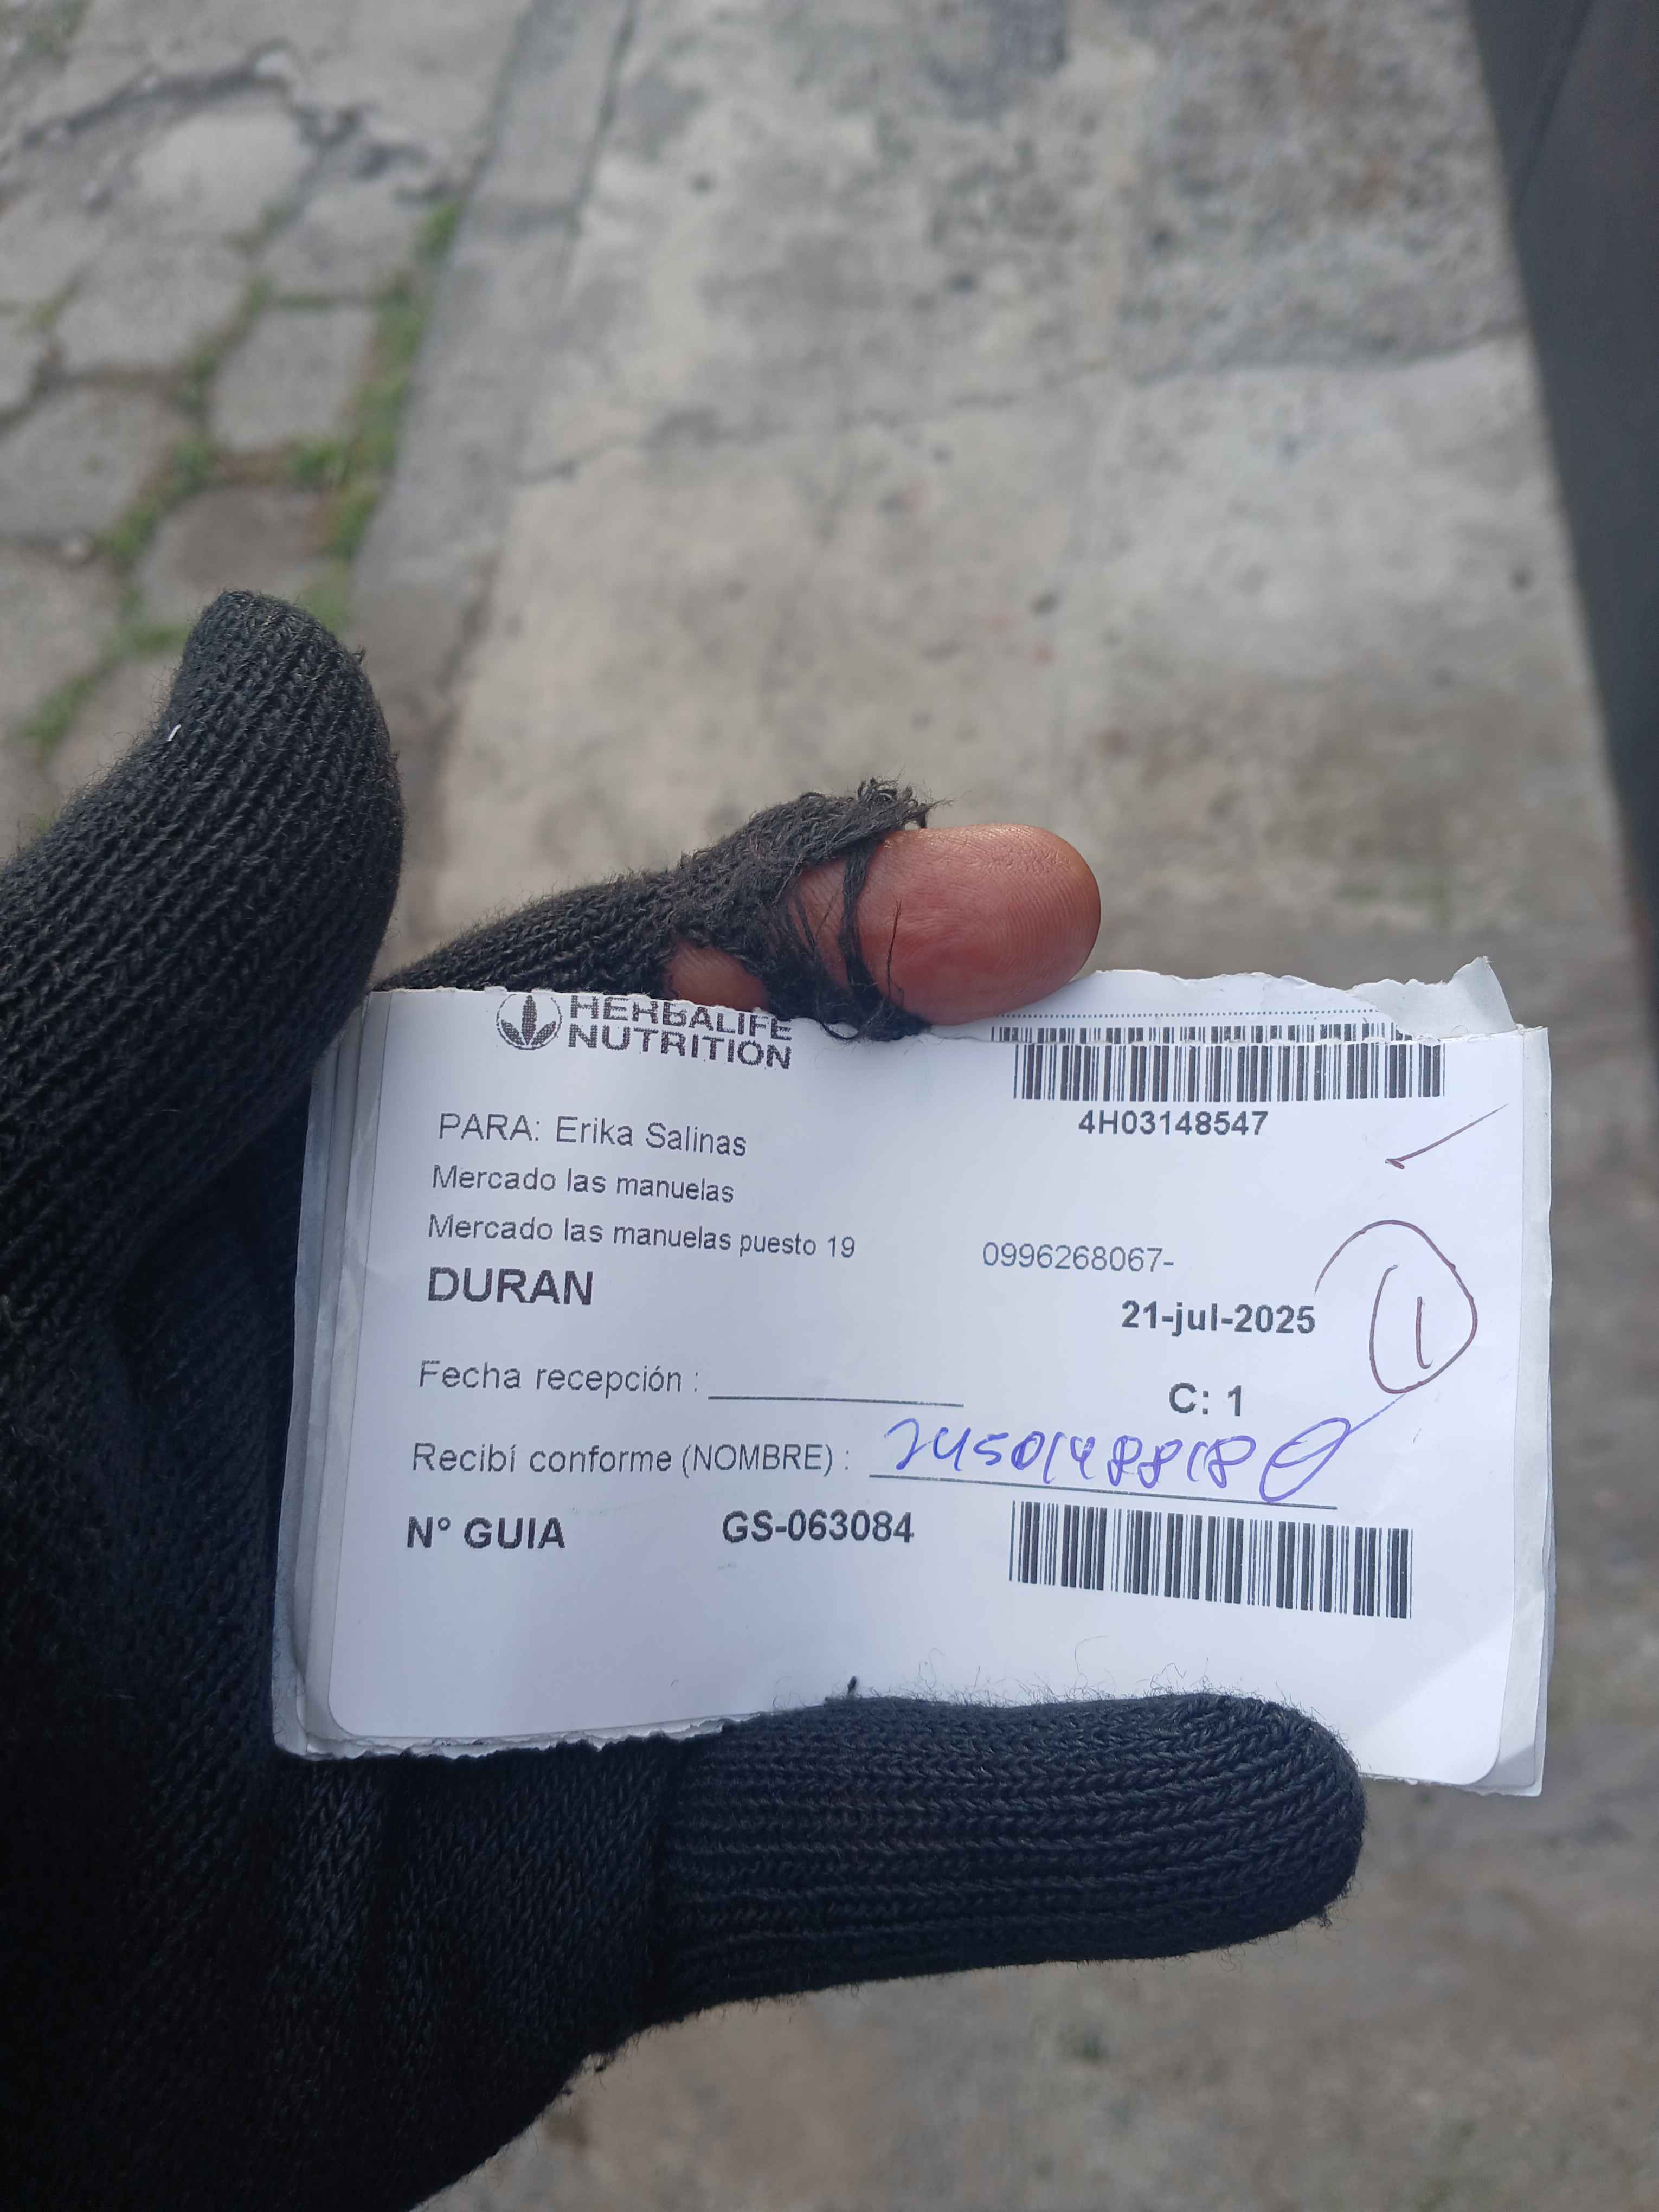 HERBALIFE
NUTRITION
4H03148547
PARA: Erika Salinas
Mercado las manuelas
Mercado las manuelas puesto 19
0996268067-
DURAN
21-jul-2025
1
Fecha recepción :
C: 1
Recibí conforme (NOMBRE) : 2450148818
N° GUIA GS-063084